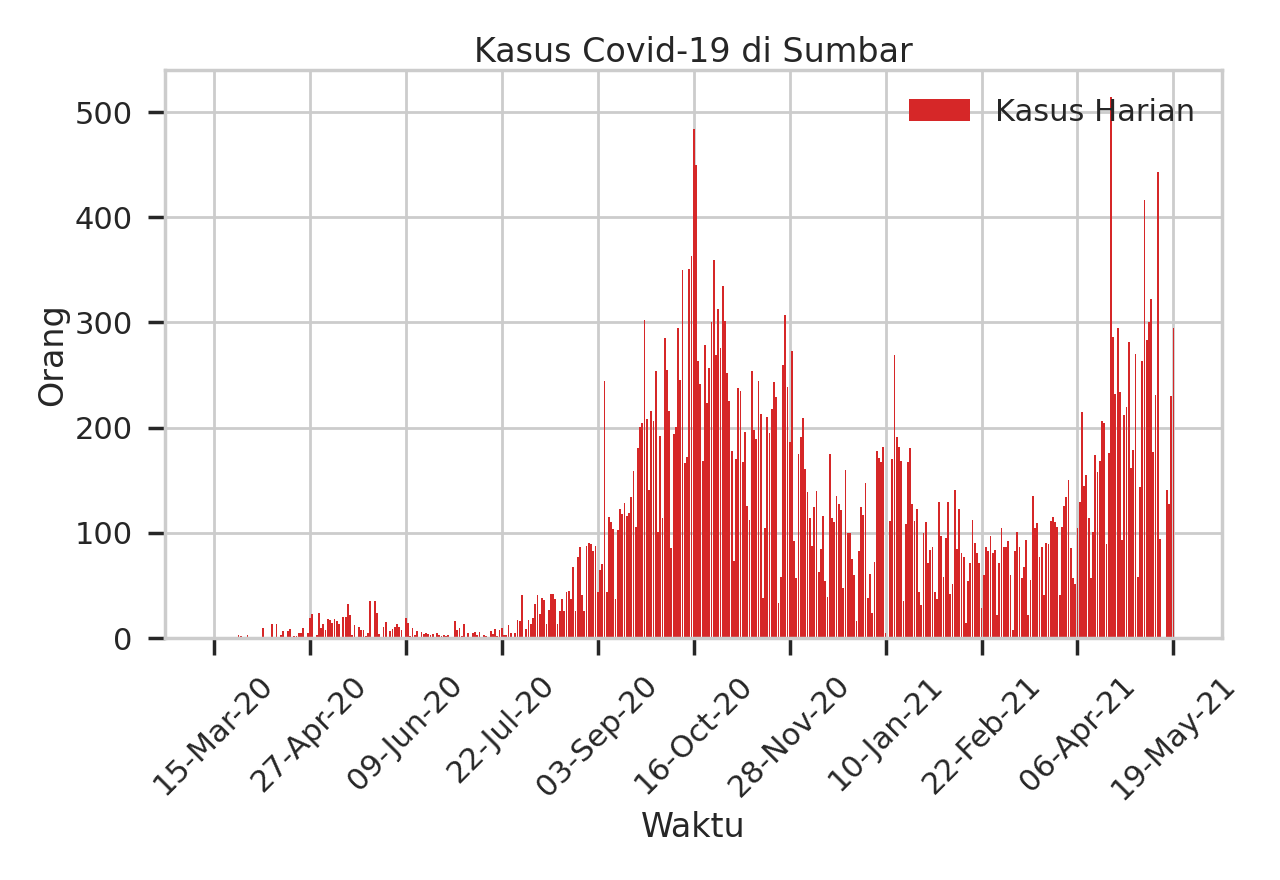 Kasus Covid-19 di Sumbar
Kasus Harian
500
400
300
200
100
0
Orang
15-Mar-20
27-Apr-20
09-Jun-20
22-Jul-20
03-Sep-20
16-Oct-20
28-Nov-20
10-Jan-21
22-Feb-21
06-Apr-21
19-May-21
Waktu